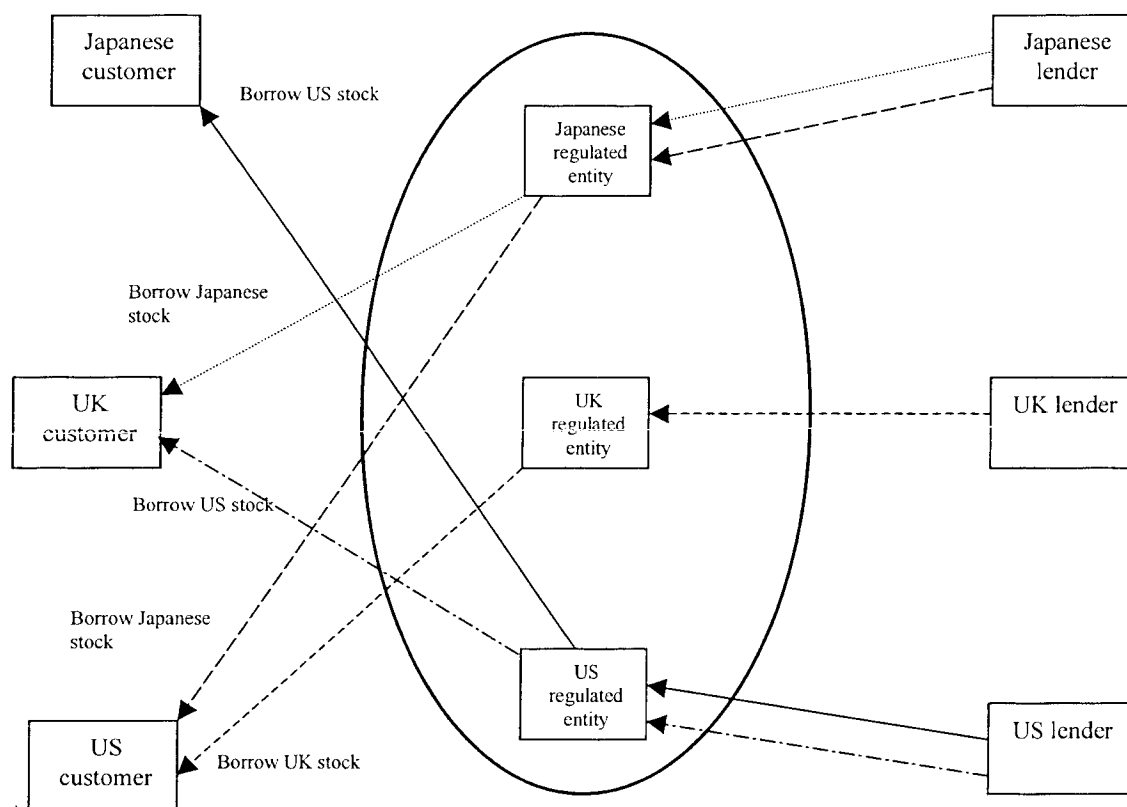 Japanese
customer
Japanese
lender
Borrow US stock
Japanese
regulated
entity
Borrow Japanese
stock
UK
customer
UK
regulated
entity
UK lender
Borrow US stock
Borrow Japanese
stock
US
regulated
entity
US lender
US
customer
Borrow UK stock